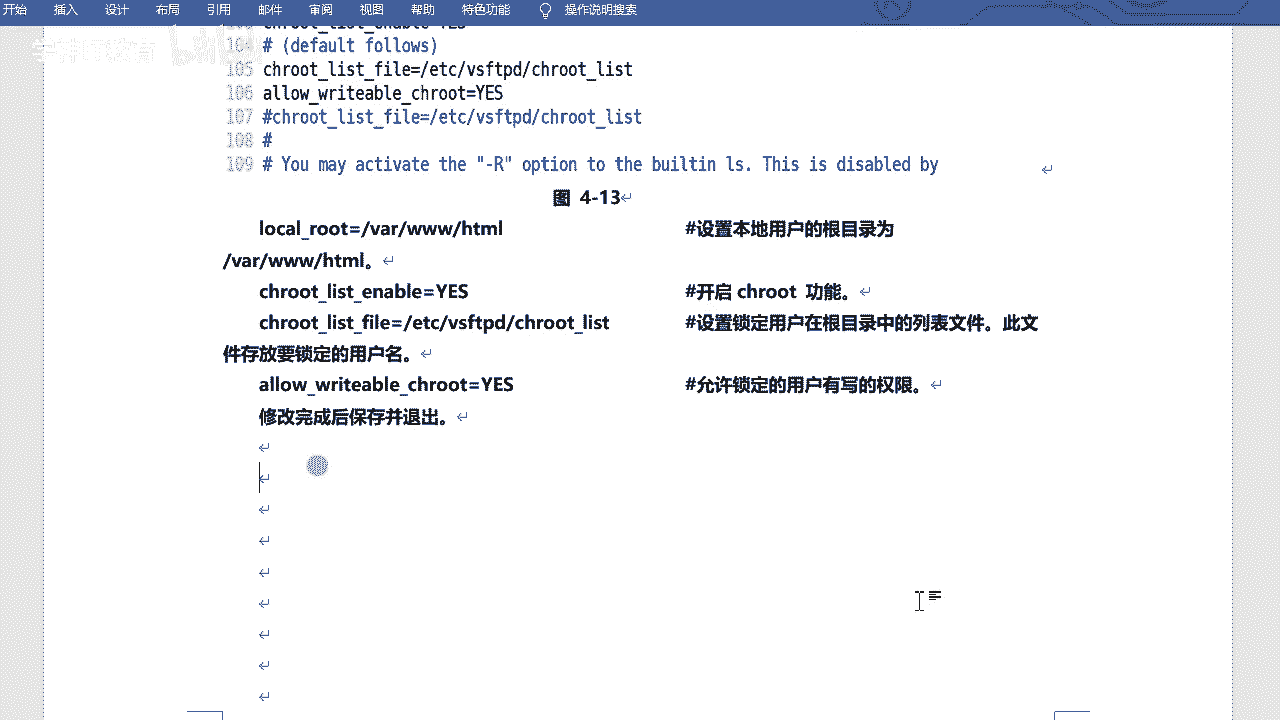 开始 插入 设计 布局 引用 邮件 审阅 视图 帮助 特色功能 操作说明搜索
104 # (default follows)
105 chroot_list_file=/etc/vsftpd/chroot_list
106 allow_writeable_chroot=YES
107 #chroot_list_file=/etc/vsftpd/chroot_list
108 #
109 # You may activate the "-R" option to the builtin ls. This is disabled by
图 4-13
local_root=/var/www/html #设置本地用户的根目录为
/var/www/html。
chroot_list_enable=YES #开启 chroot 功能。
chroot_list_file=/etc/vsftpd/chroot_list #设置锁定用户在根目录中的列表文件。此文
件存放要锁定的用户名。
allow_writeable_chroot=YES #允许锁定的用户有写的权限。
修改完成后保存并退出。